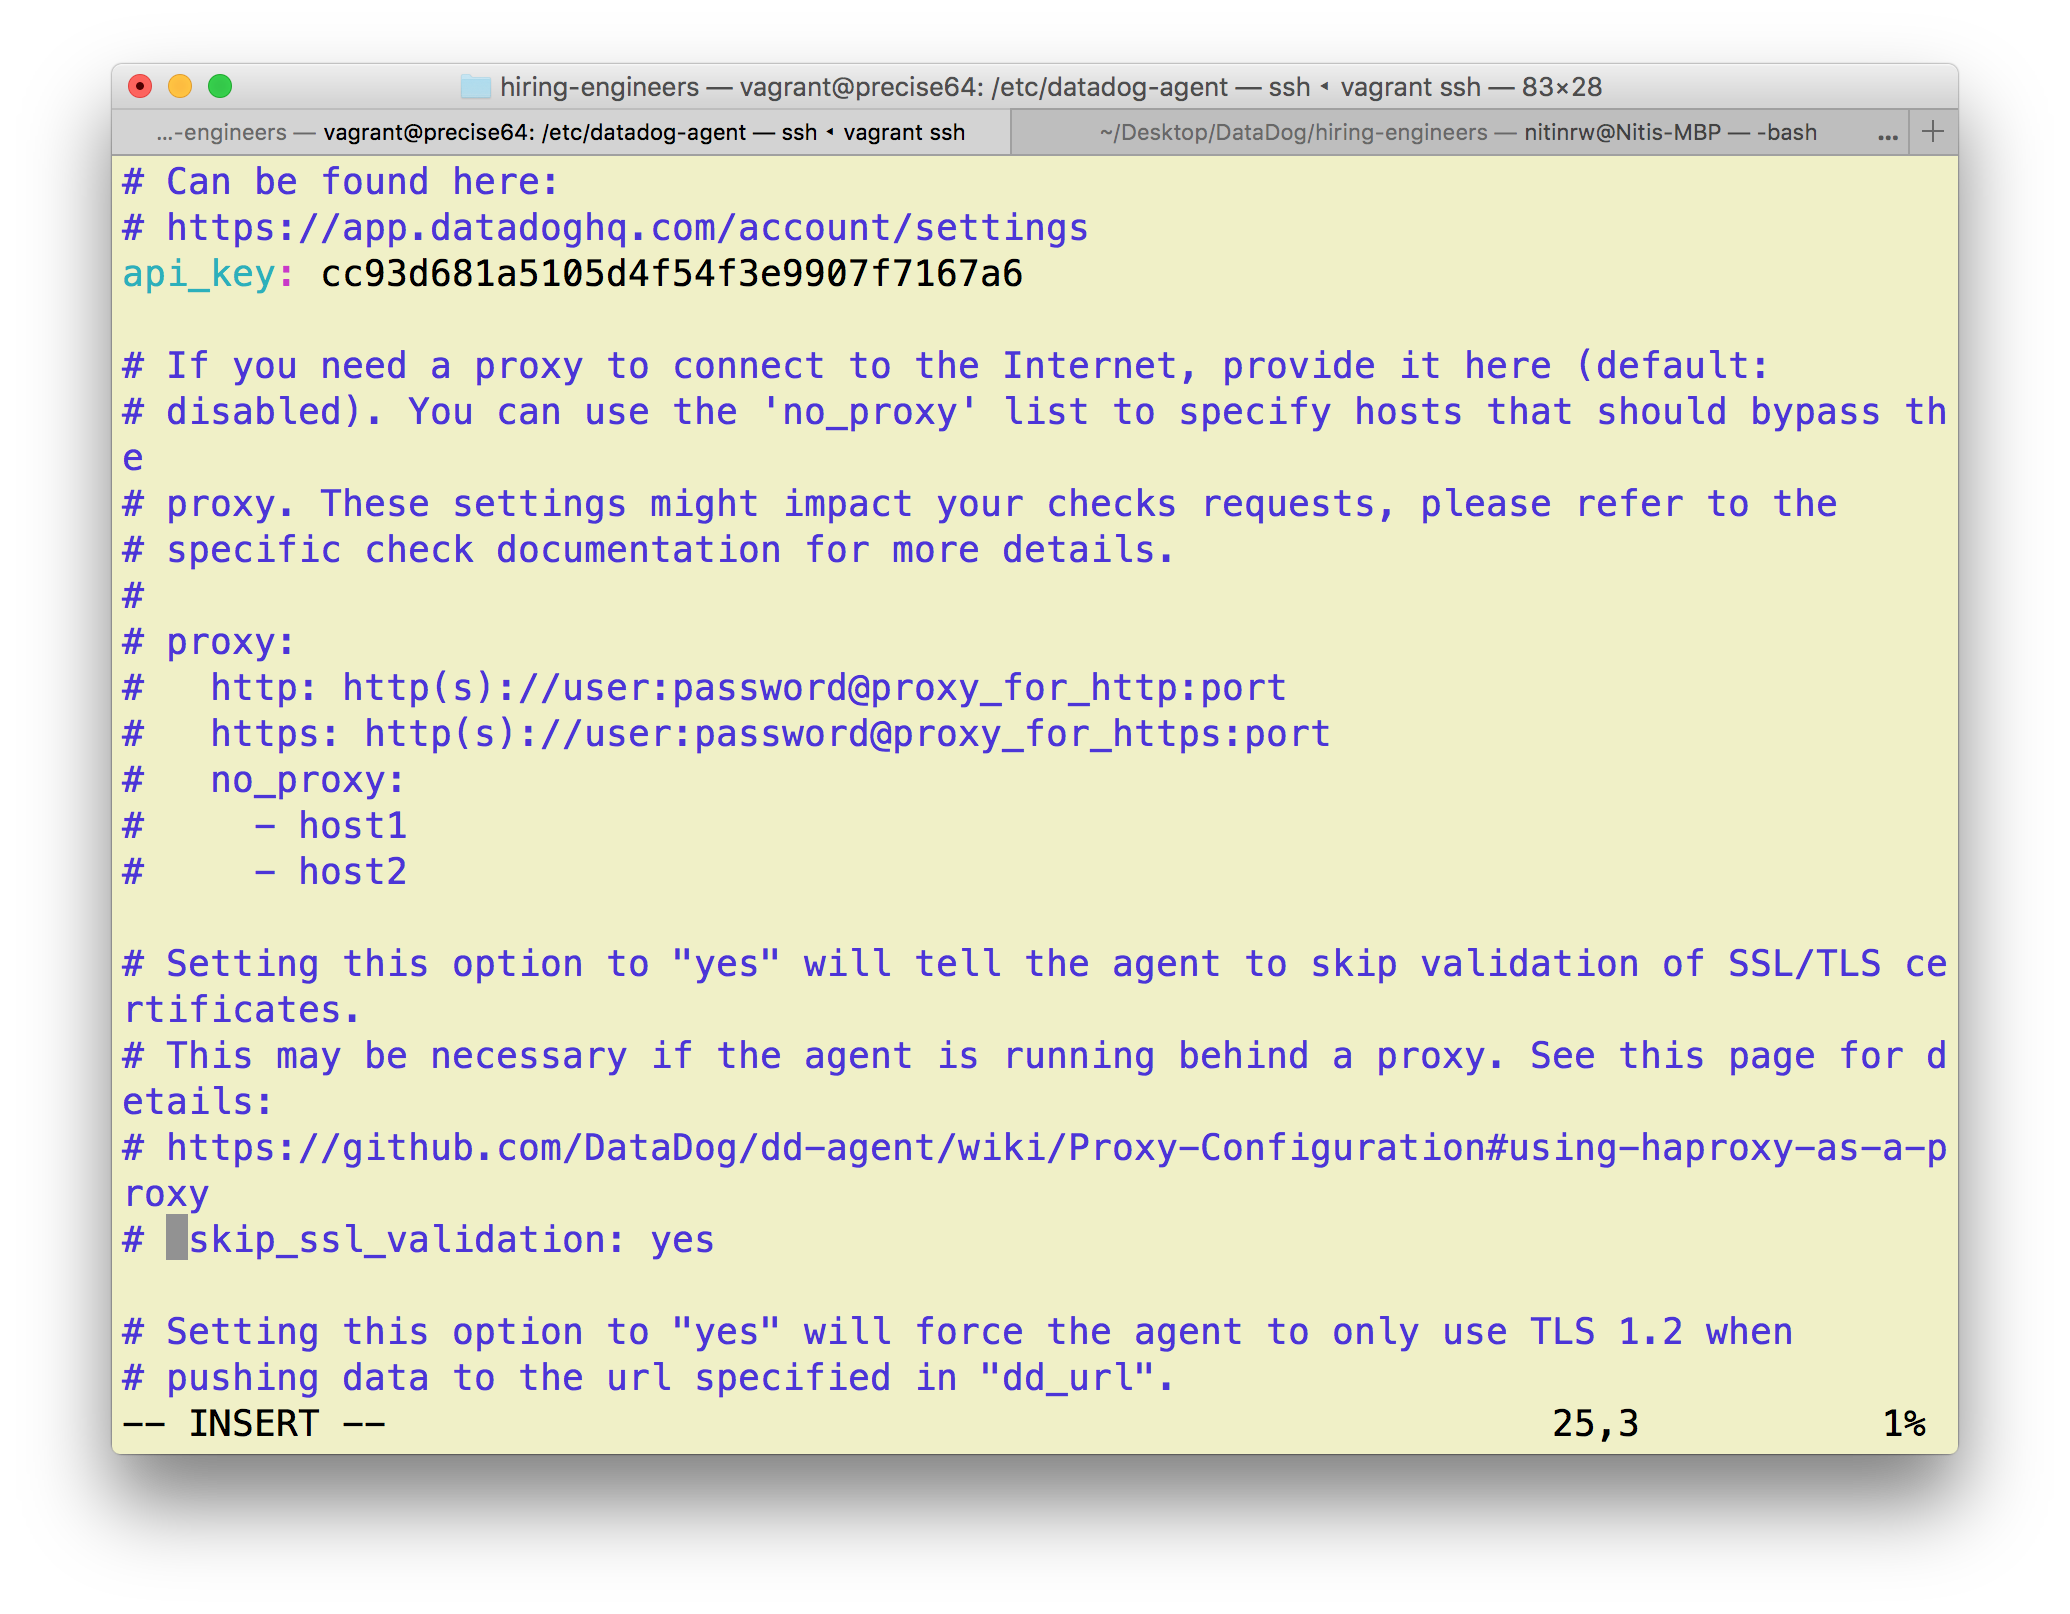 hiring-engineers — vagrant@precise64: /etc/datadog-agent — ssh ◂ vagrant ssh — 83×28
...-engineers — vagrant@precise64: /etc/datadog-agent — ssh ◂ vagrant ssh ~/Desktop/DataDog/hiring-engineers — nitinrw@Nitis-MBP — -bash ... +
# Can be found here:
# https://app.datadoghq.com/account/settings
api_key: cc93d681a5105d4f54f3e9907f7167a6
# If you need a proxy to connect to the Internet, provide it here (default:
# disabled). You can use the 'no_proxy' list to specify hosts that should bypass th
e
# proxy. These settings might impact your checks requests, please refer to the
# specific check documentation for more details.
#
# proxy:
#   http: http(s)://user:password@proxy_for_http:port
#   https: http(s)://user:password@proxy_for_https:port
#   no_proxy:
#     - host1
#     - host2
# Setting this option to "yes" will tell the agent to skip validation of SSL/TLS ce
rtificates.
# This may be necessary if the agent is running behind a proxy. See this page for d
etails:
# https://github.com/DataDog/dd-agent/wiki/Proxy-Configuration#using-haproxy-as-a-p
roxy
#  skip_ssl_validation: yes
# Setting this option to "yes" will force the agent to only use TLS 1.2 when
# pushing data to the url specified in "dd_url".
-- INSERT -- 25,3 1%